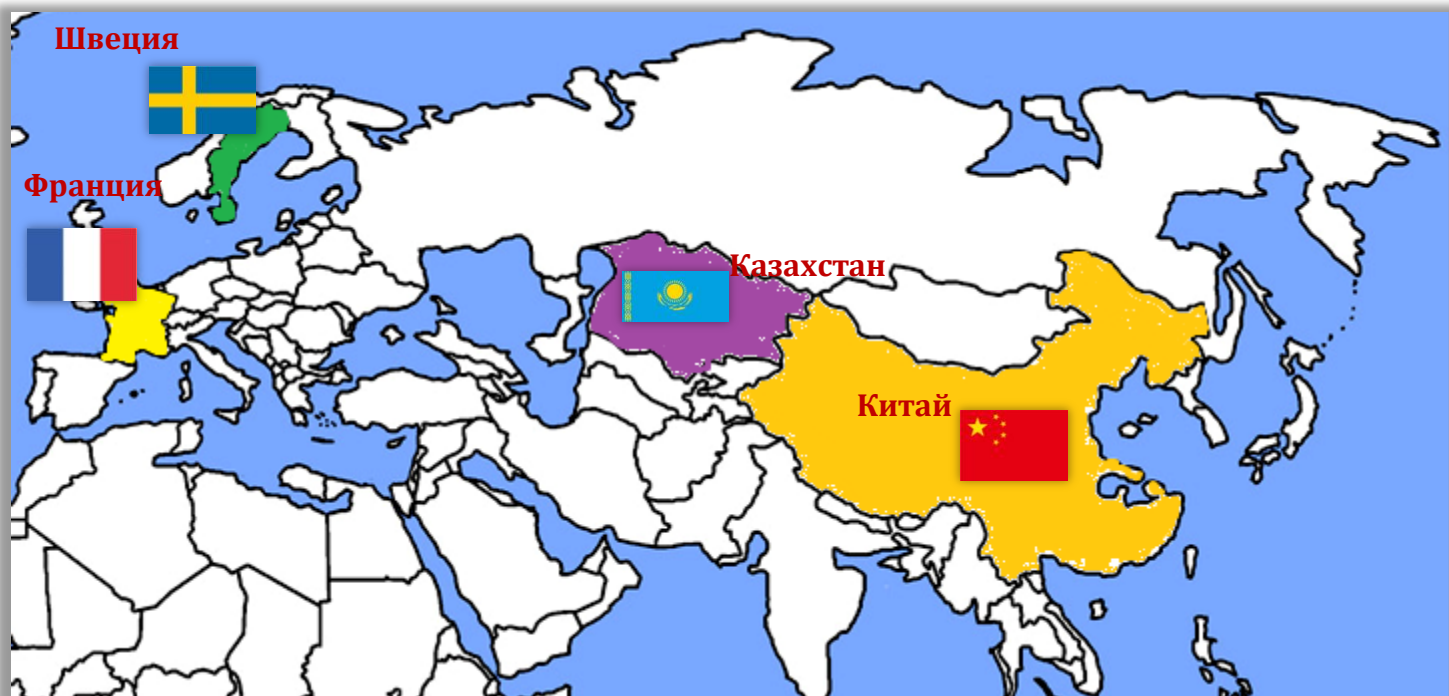 Швеция
Франция
Казахстан
Китай